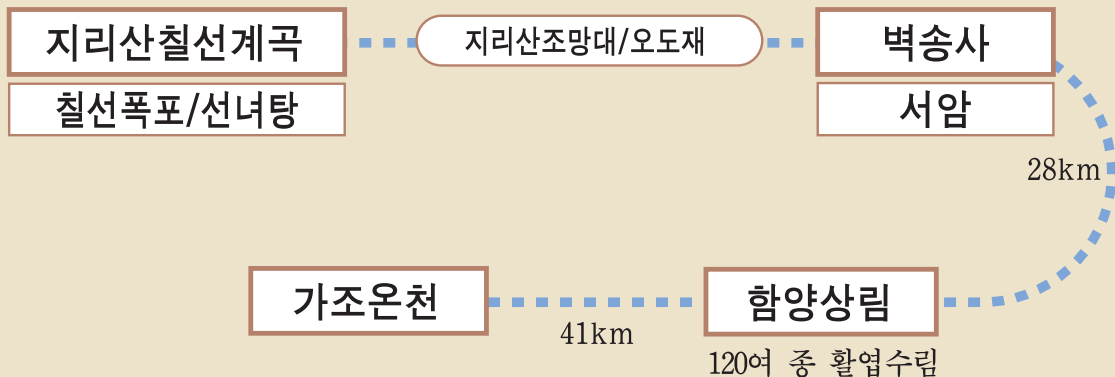 지리산칠선계곡
지리산조망대/오도재
벽송사
칠선폭포/선녀탕
서암
28km
가조온천
함양상림
41km
120여 종 활엽수림